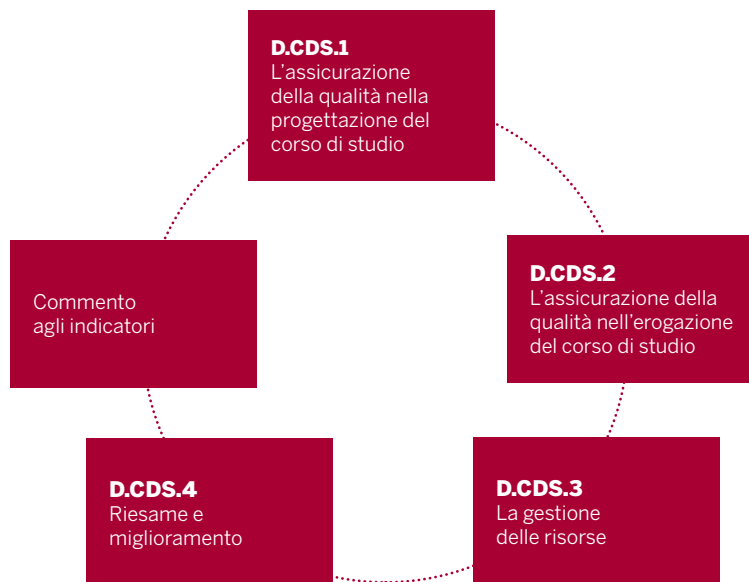 D.CDS.1
L'assicurazione
della qualità nella
progettazione del
corso di studio
D.CDS.2
L'assicurazione della
qualità nell'erogazione
del corso di studio
D.CDS.3
La gestione
delle risorse
D.CDS.4
Riesame e
miglioramento
Commento
agli indicatori